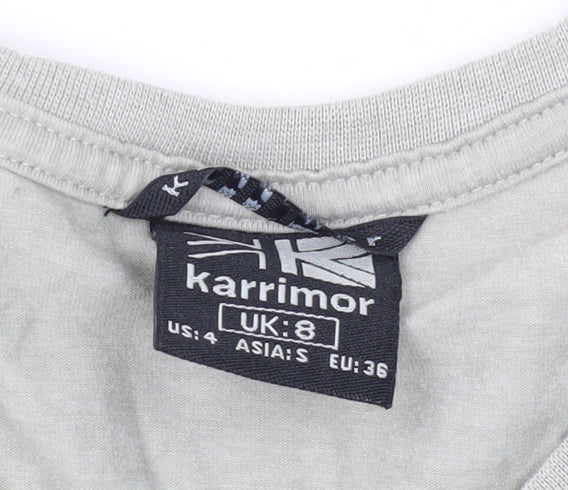 K
karrimor
UK:8
US:4 ASIA:S EU:36